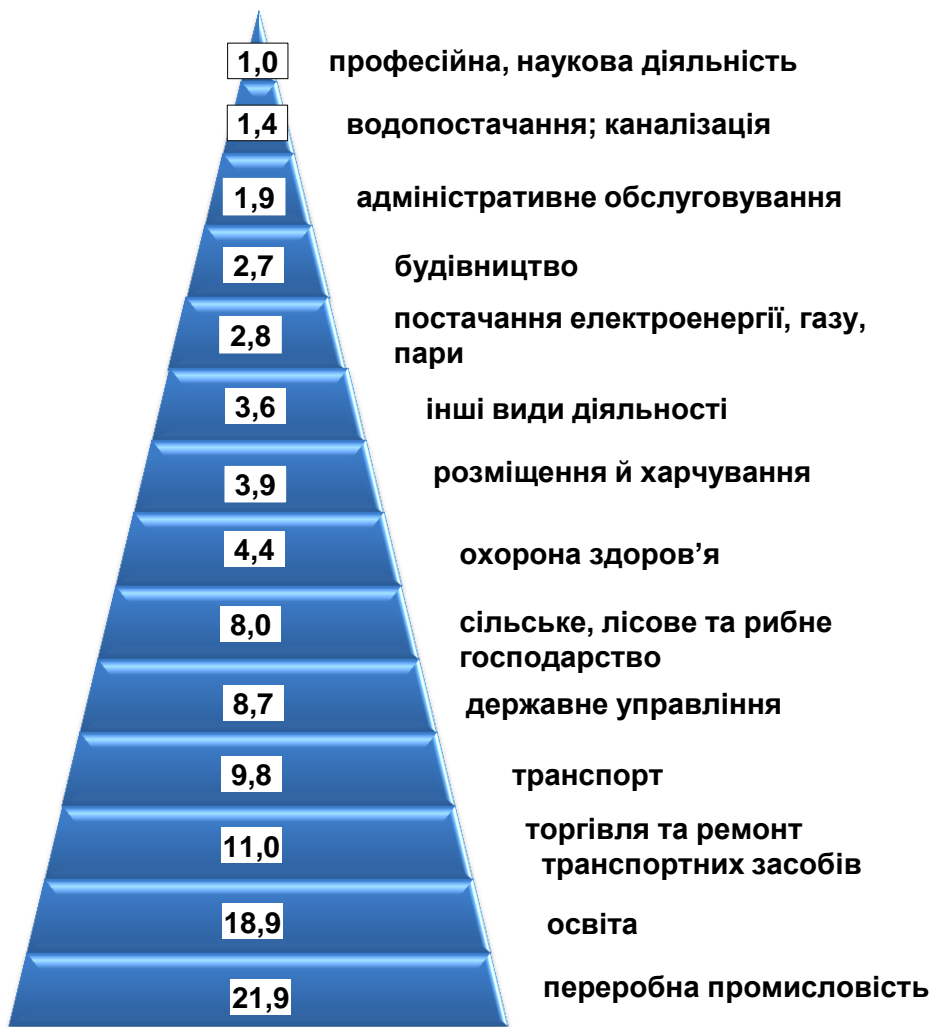 1,0 професійна, наукова діяльність
1,4 водопостачання; каналізація
1,9 адміністративне обслуговування
2,7 будівництво
2,8 постачання електроенергії, газу,
пари
3,6 інші види діяльності
3,9 розміщення й харчування
4,4 охорона здоров’я
8,0 сільське, лісове та рибне
господарство
8,7 державне управління
9,8 транспорт
11,0 торгівля та ремонт
транспортних засобів
18,9 освіта
21,9 переробна промисловість